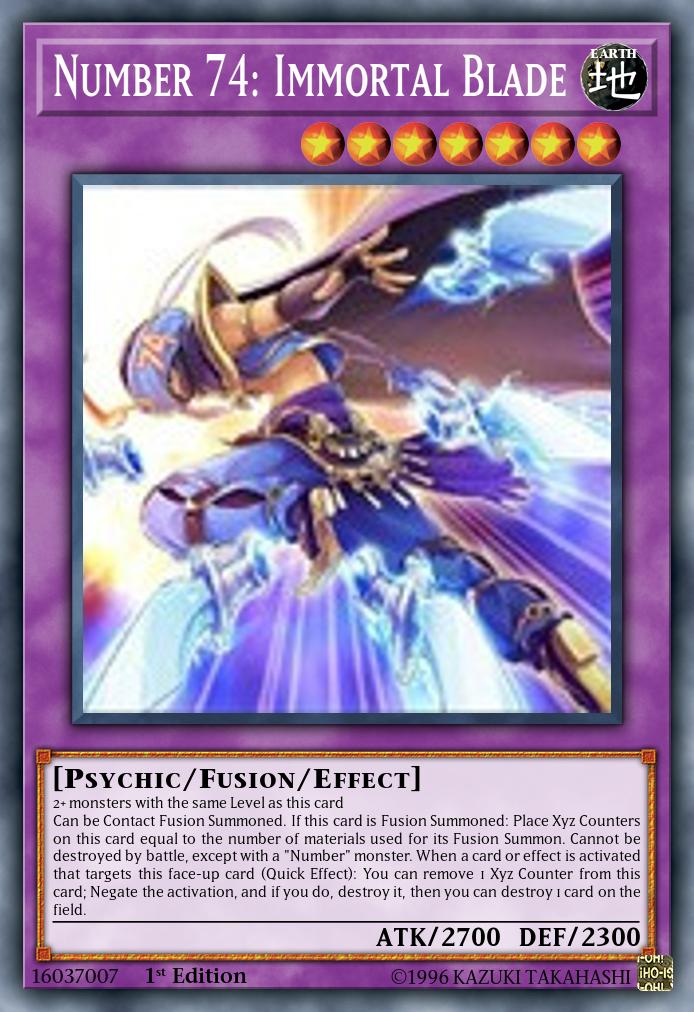 Number 74: Immortal Blade
EARTH
地
74
[Psychic/Fusion/Effect]
2+ monsters with the same Level as this card
Can be Contact Fusion Summoned. If this card is Fusion Summoned: Place Xyz Counters
on this card equal to the number of materials used for its Fusion Summon. Cannot be
destroyed by battle, except with a "Number" monster. When a card or effect is activated
that targets this face-up card (Quick Effect): You can remove 1 Xyz Counter from this
card; Negate the activation, and if you do, destroy it, then you can destroy 1 card on the
field.
ATK/2700 DEF/2300
16037007 1st Edition ©1996 KAZUKI TAKAHASHI